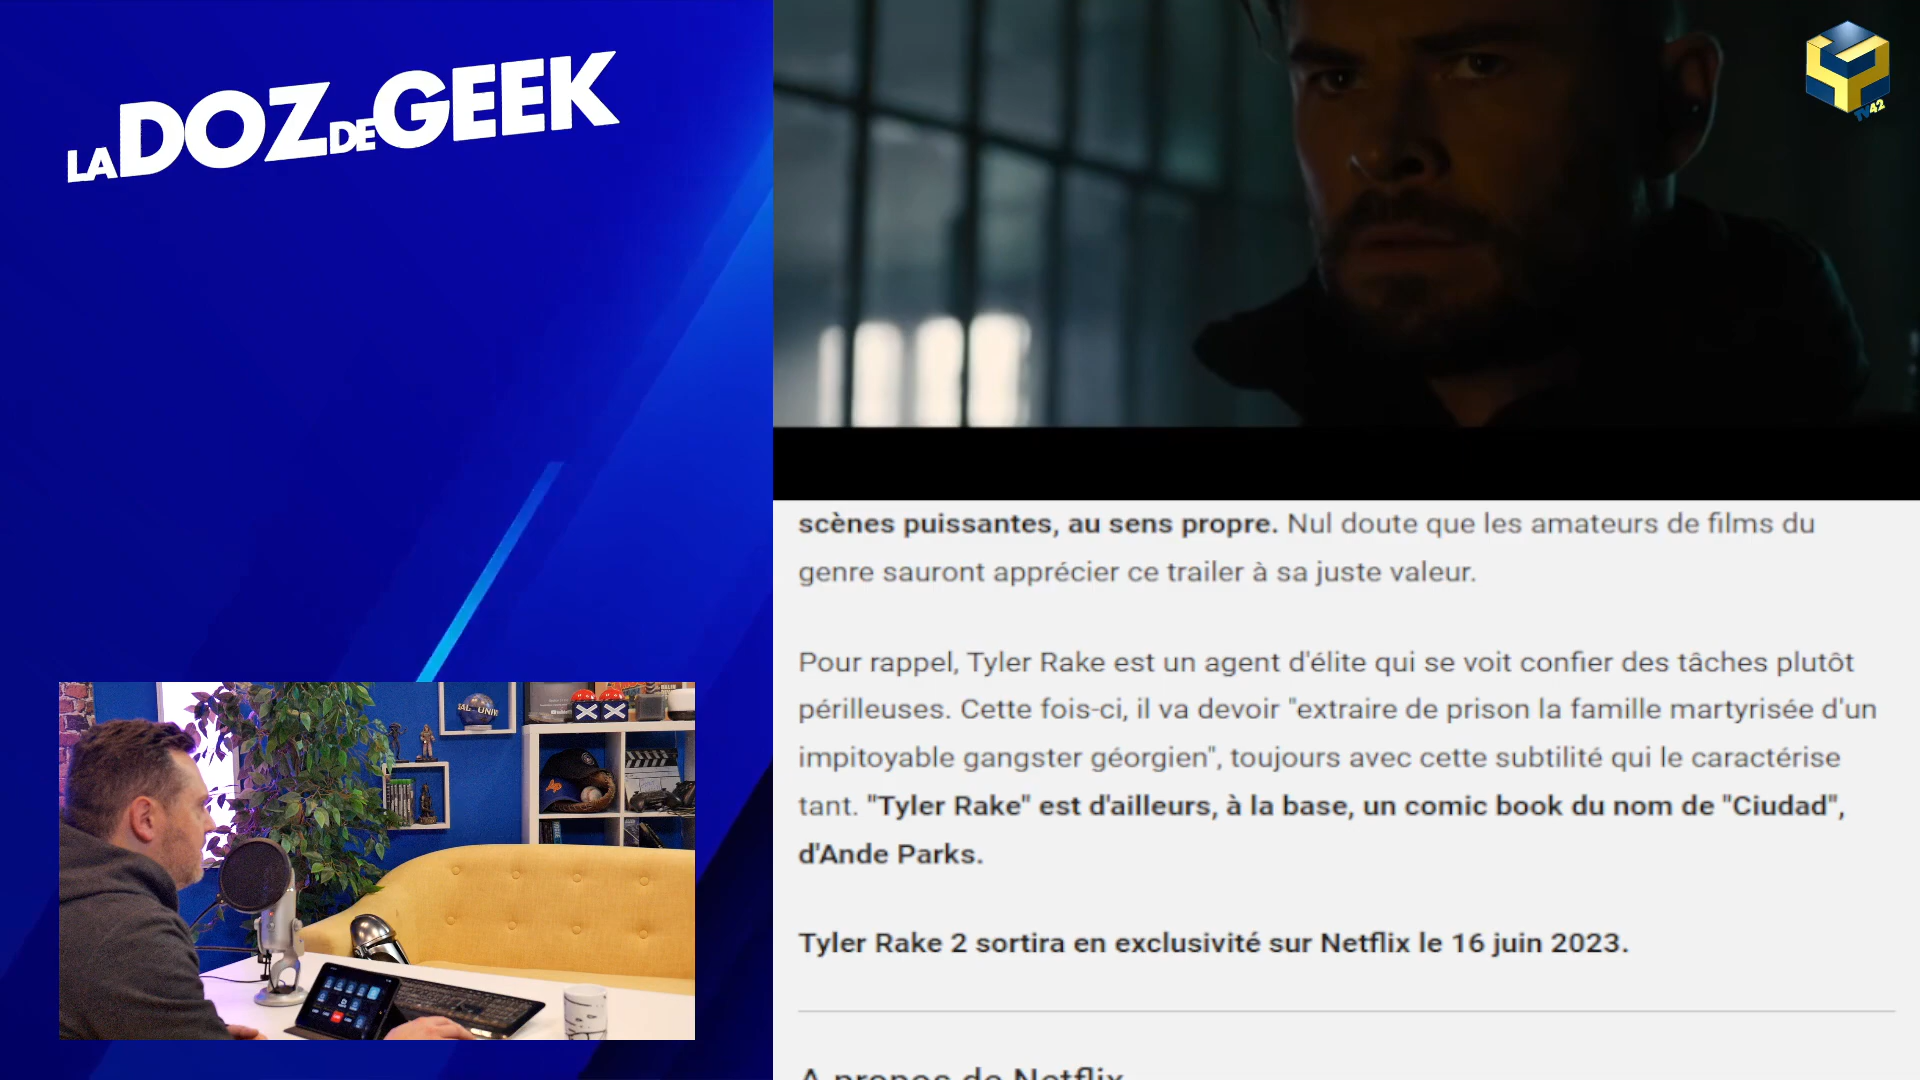 LA DOZ DE GEEK
TV42
scènes puissantes, au sens propre. Nul doute que les amateurs de films du
genre sauront apprécier ce trailer à sa juste valeur.
Pour rappel, Tyler Rake est un agent d'élite qui se voit confier des tâches plutôt
périlleuses. Cette fois-ci, il va devoir "extraire de prison la famille martyrisée d'un
impitoyable gangster géorgien", toujours avec cette subtilité qui le caractérise
tant. "Tyler Rake" est d'ailleurs, à la base, un comic book du nom de "Ciudad",
d'Ande Parks.
Tyler Rake 2 sortira en exclusivité sur Netflix le 16 juin 2023.
A propos de Netflix